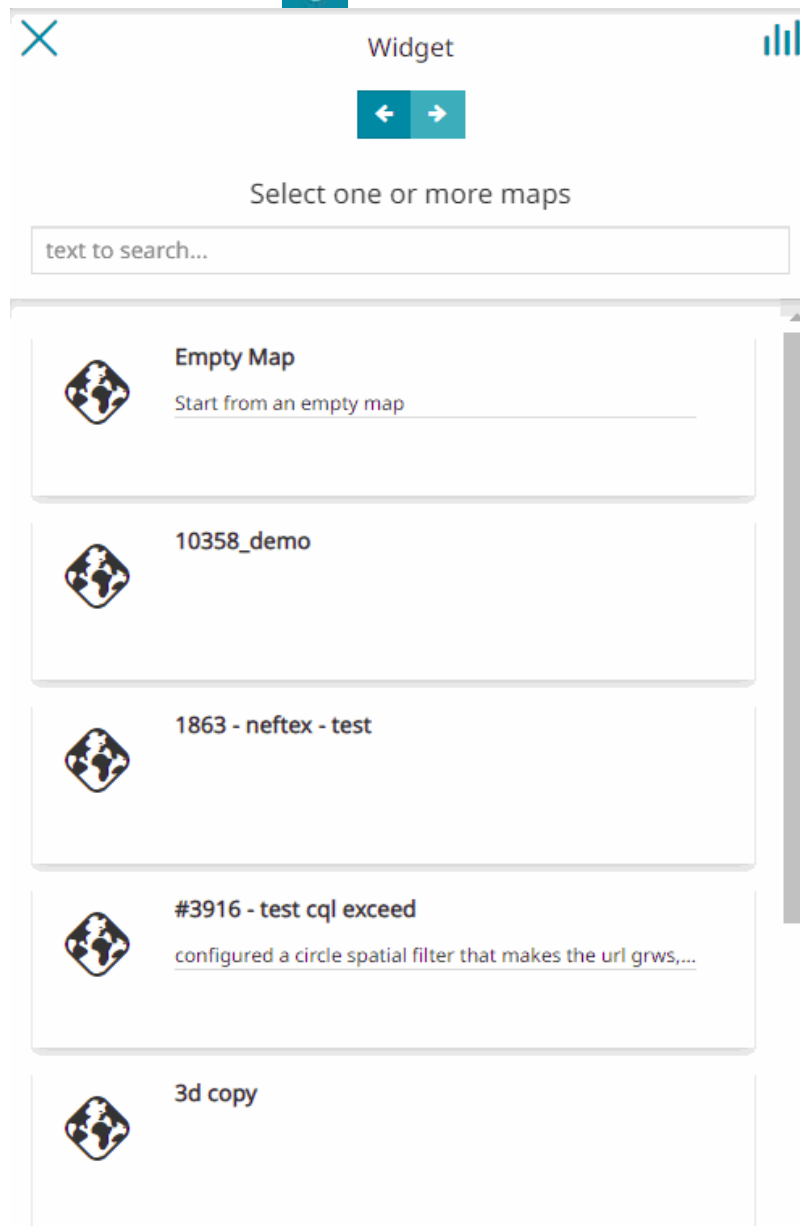 Widget
Select one or more maps
text to search...
Empty Map
Start from an empty map
10358_demo
1863 - neftex - test
#3916 - test cql exceed
configured a circle spatial filter that makes the url grws,...
3d copy